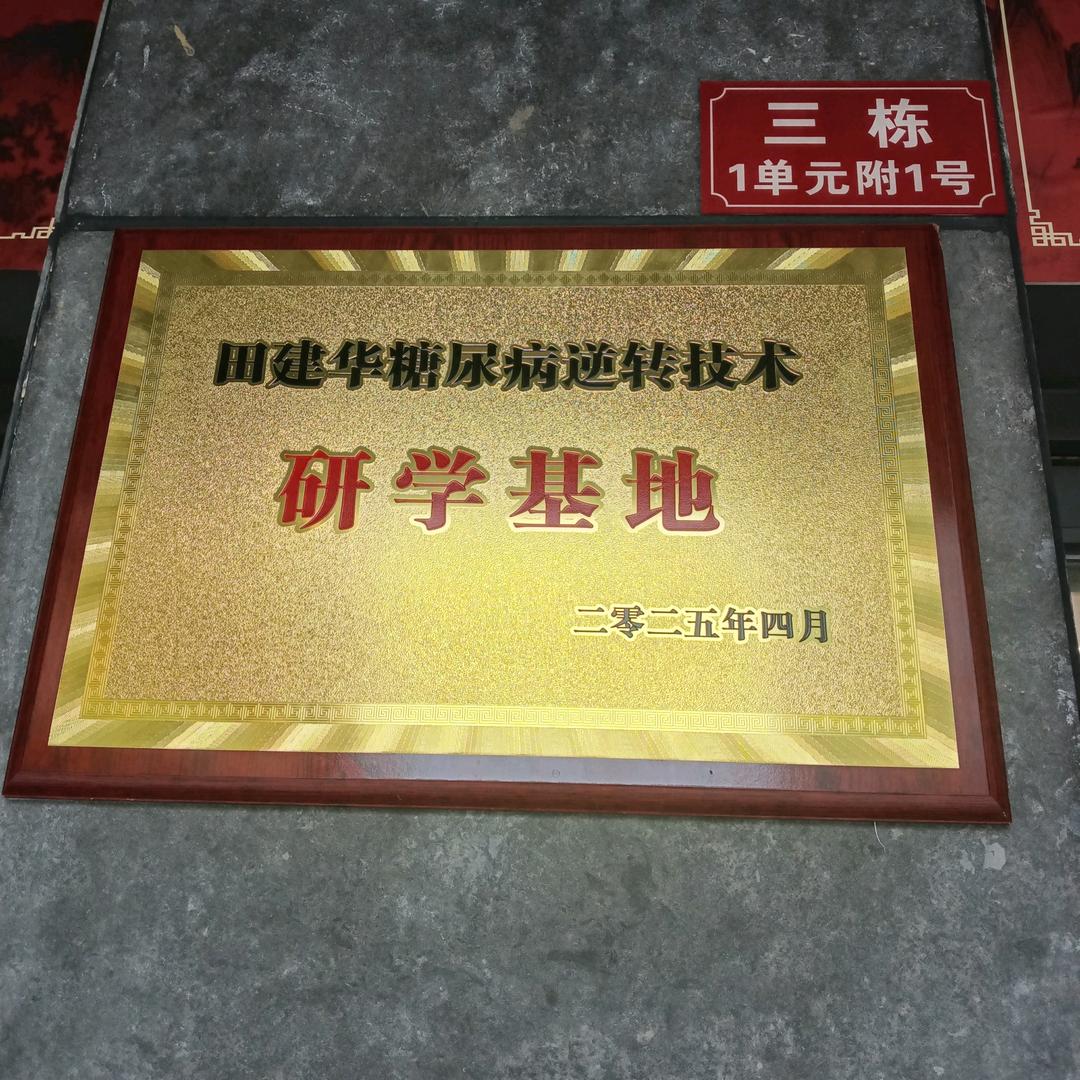 三栋
1单元附1号
田建华糖尿病逆转技术
研学基地
二零二五年四月